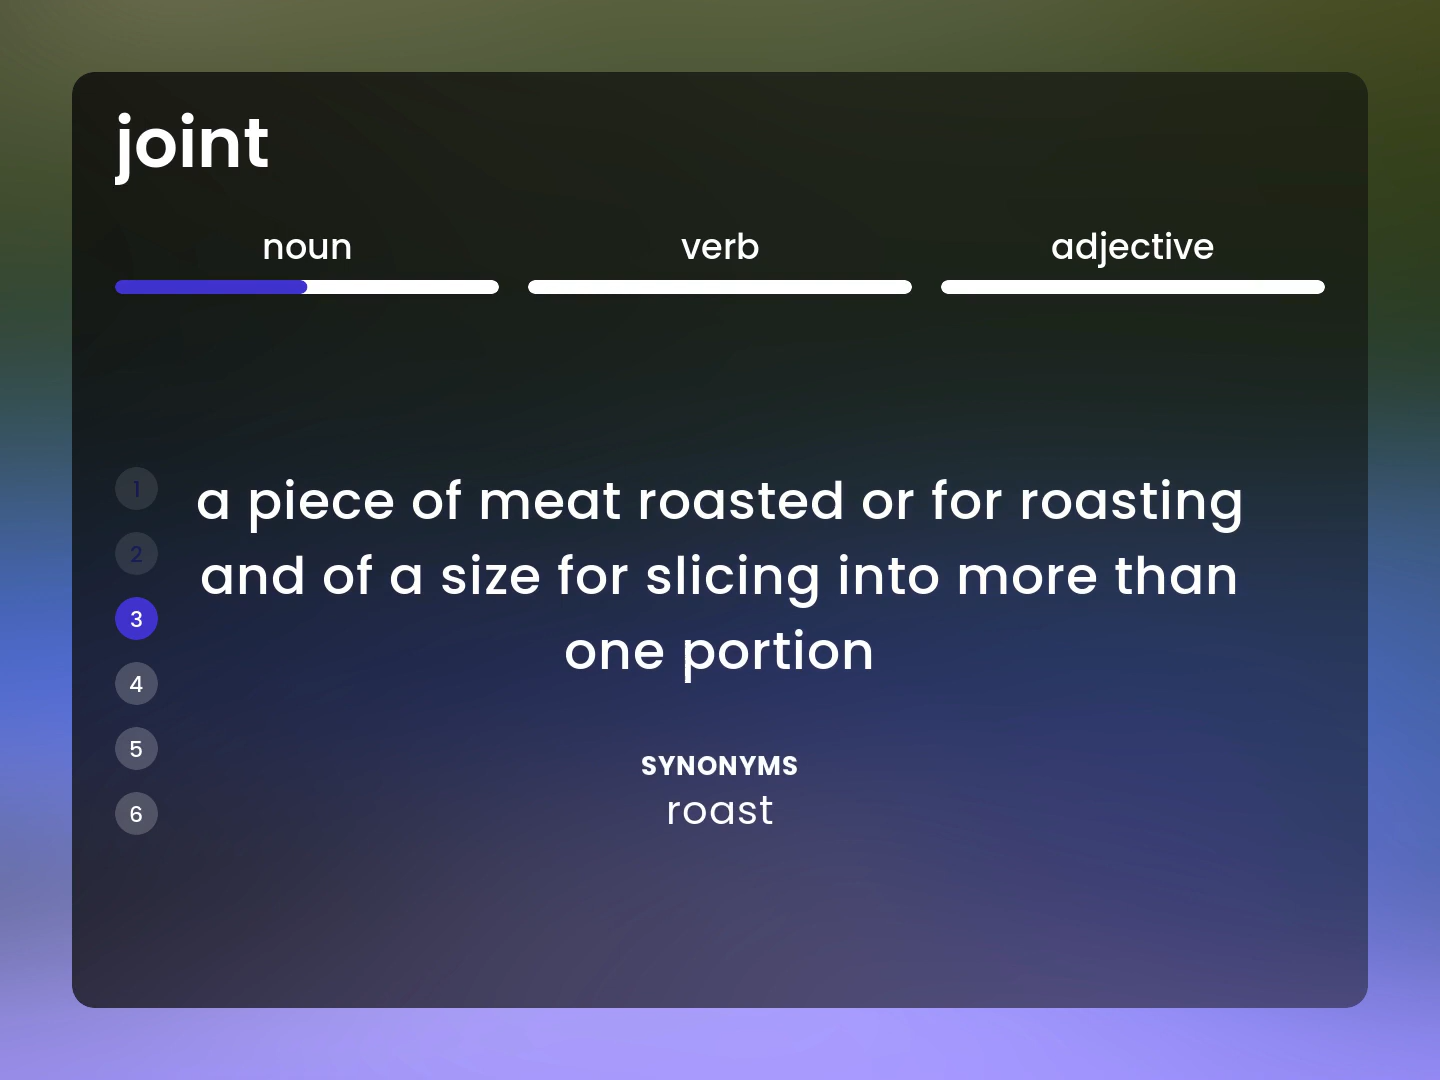 joint
noun
verb
adjective
1
2
3
4
5
6
a piece of meat roasted or for roasting
and of a size for slicing into more than
one portion
SYNONYMS
roast